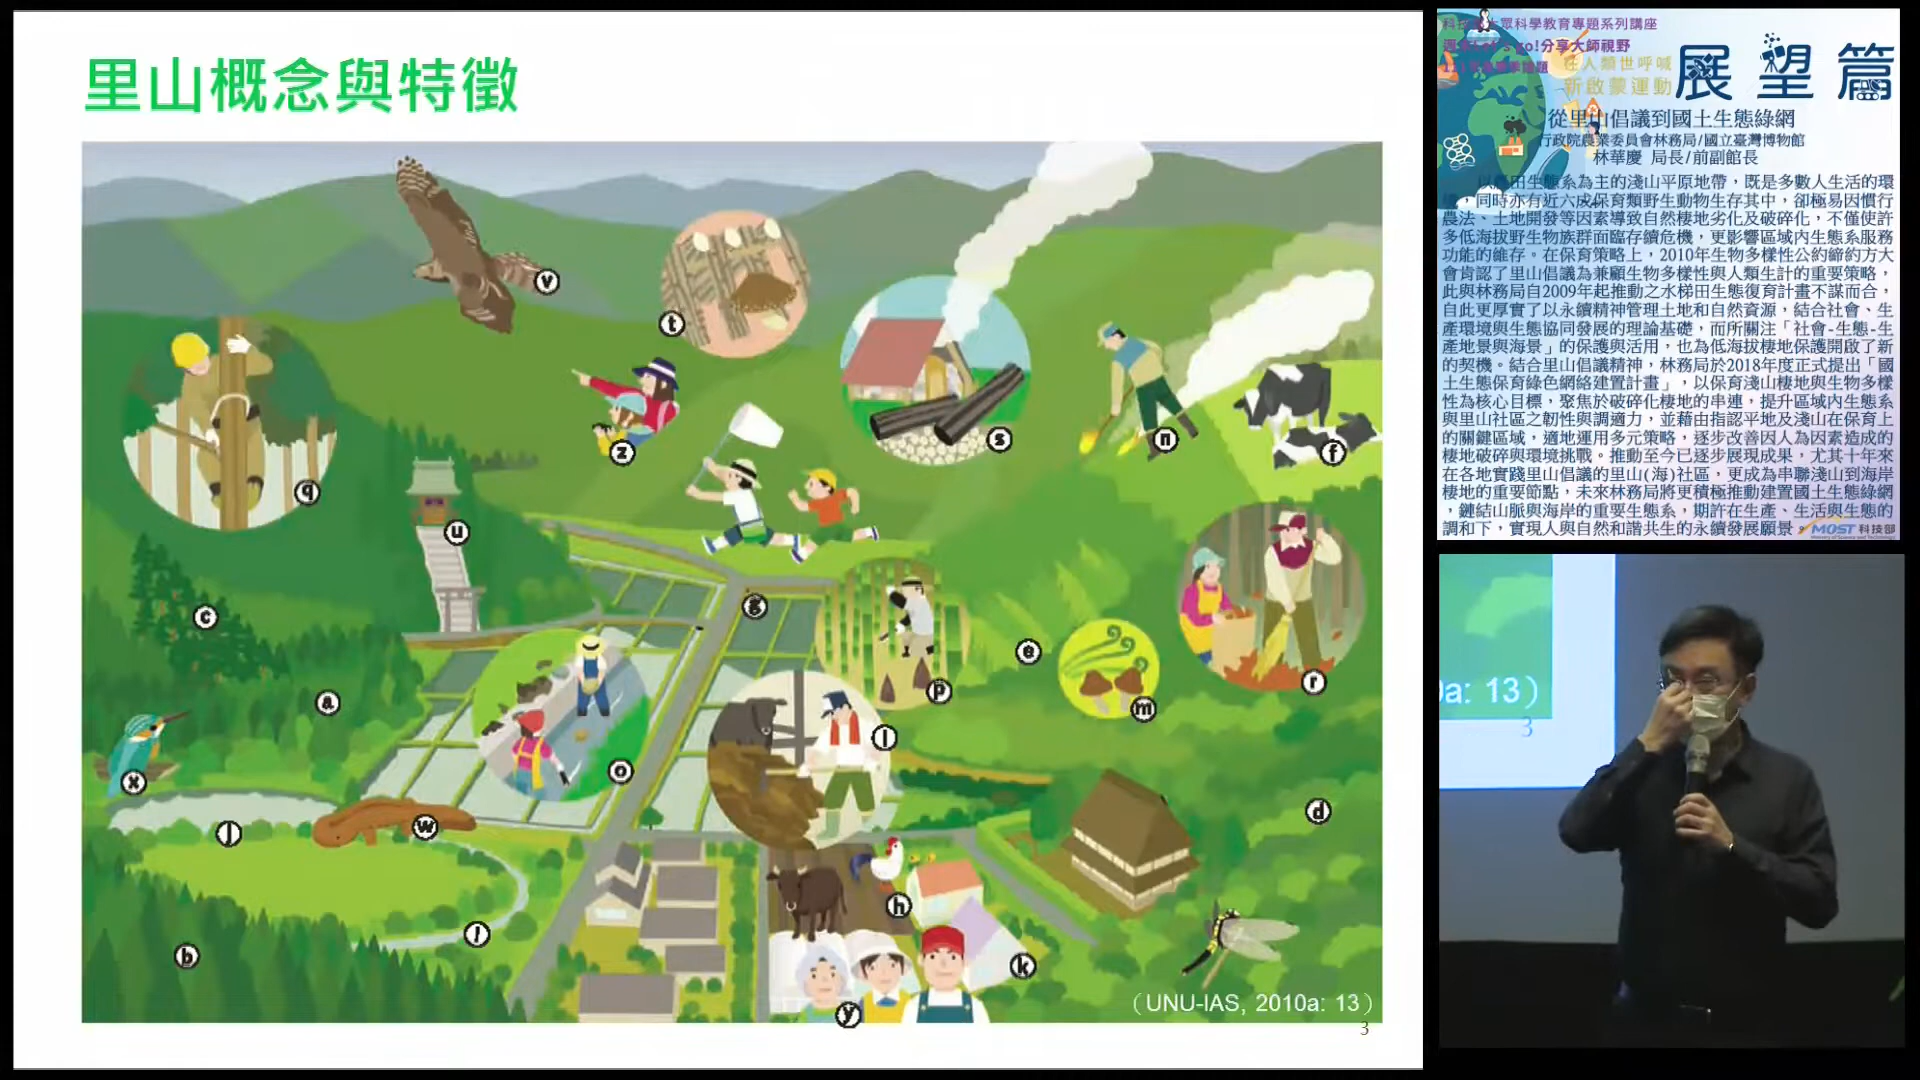 里山概念與特徵
v
t
q
z
s
n
f
u
c
g
a
e
p
m
r
l
x
o
j
w
d
h
i
b
k
y
（UNU-IAS, 2010a: 13）
3
展望篇
在人類世呼喊
新啟蒙運動
從里山倡議到國土生態綠網
行政院農業委員會林務局/國立臺灣博物館
林華慶 局長/前副館長
系為主的淺山平原地帶，既是多數人生活的環
，同時亦有近六成保育類野生動物生存其中，卻極易因慣行
農法、土地開發等因素導致自然棲地劣化及破碎化，不僅使許
多低海拔野生物族群面臨存續危機，更影響區域內生態系服務
功能的維存。在保育策略上，2010年生物多樣性公約締約方大
會肯認了里山倡議為兼顧生物多樣性與人類生計的重要策略，
此與林務局自2009年起推動之水梯田生態復育計畫不謀而合，
自此更厚實了以永續精神管理土地和自然資源，結合社會、生
產環境與生態協同發展的理論基礎，而所關注「社會-生態-生
產地景與海景」的保護與活用，也為低海拔棲地保護開啟了新
的契機。結合里山倡議精神，林務局於2018年度正式提出「國
土生態保育綠色網絡建置計畫」，以保育淺山棲地與生物多樣
性為核心目標，聚焦於破碎化棲地的串連，提升區域內生態系
與里山社區之韌性與調適力，並藉由指認平地及淺山在保育上
的關鍵區域，適地運用多元策略，逐步改善因人為因素造成的
棲地破碎與環境挑戰。推動至今已逐步展現成果，尤其十年來
在各地實踐里山倡議的里山(海)社區，更成為串聯淺山到海岸
棲地的重要節點，未來林務局將更積極推動建置國土生態綠網
，鏈結山脈與海岸的重要生態系，期許在生產、生活與生態的
調和下，實現人與自然和諧共生的永續發展願景。
MOST 科技部
a: 13）
3